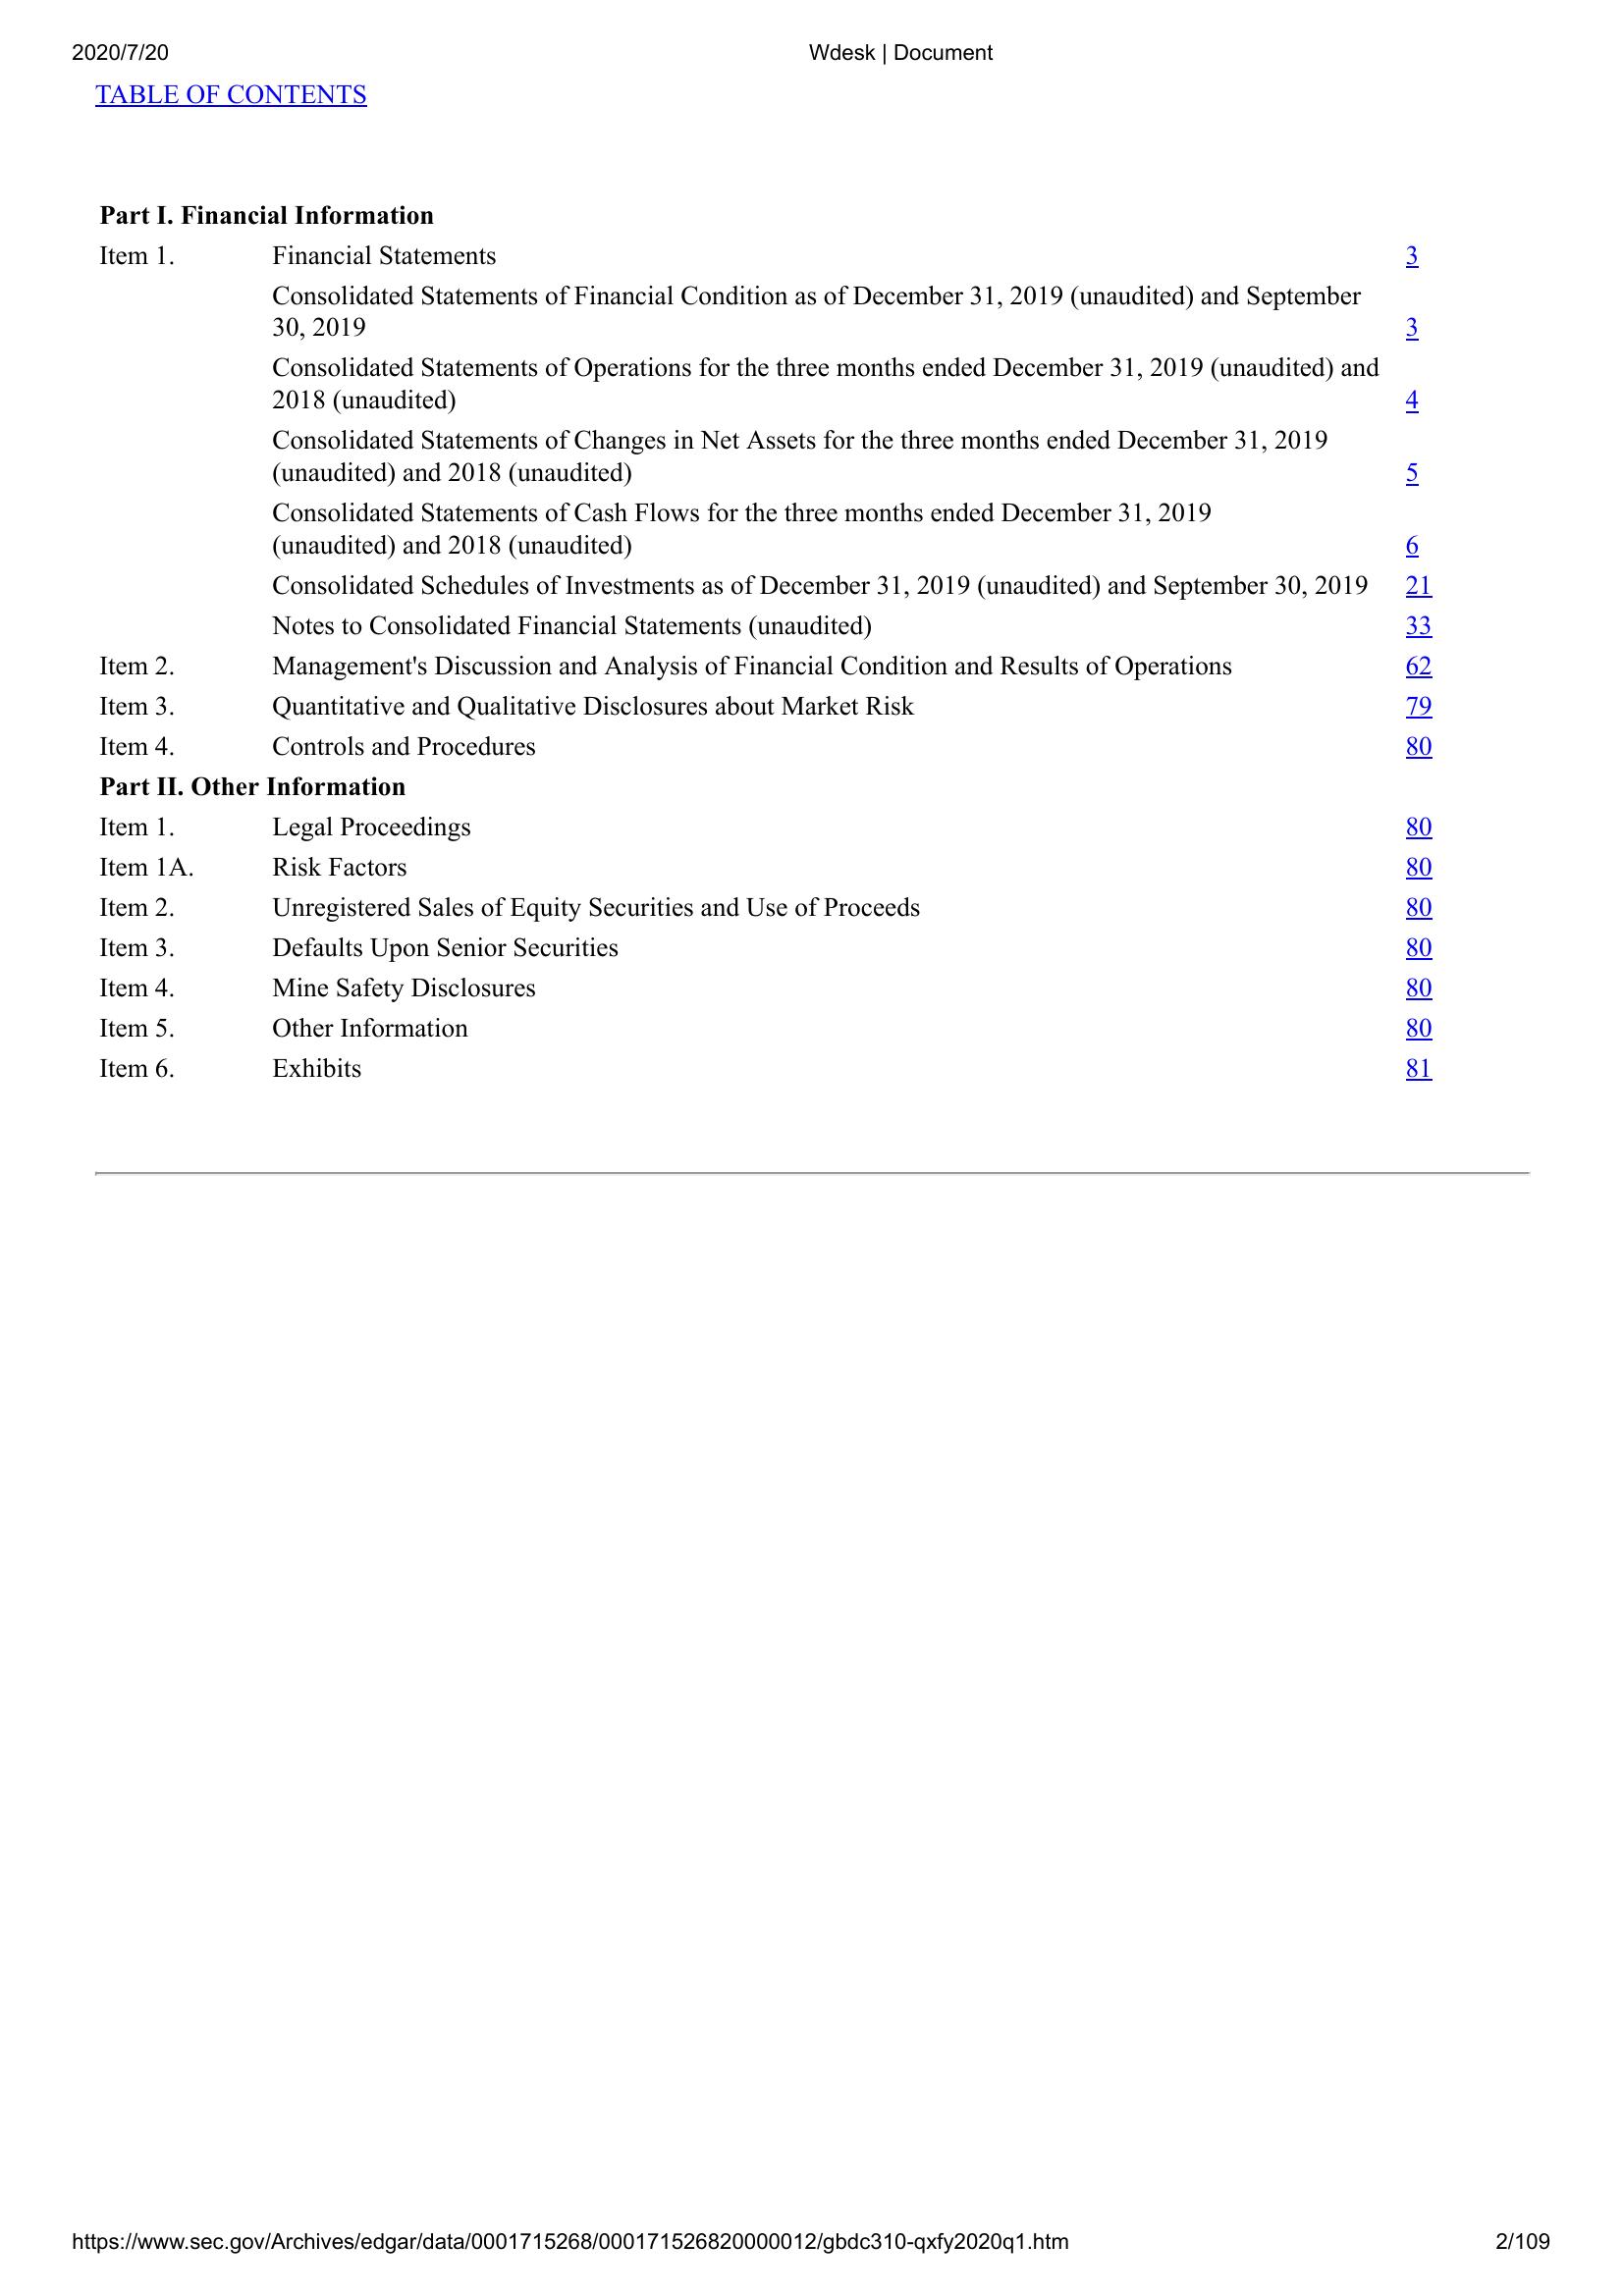 2020/7/20 Wdesk | Document
TABLE OF CONTENTS
Part I. Financial Information
Item 1. Financial Statements 3
Consolidated Statements of Financial Condition as of December 31, 2019 (unaudited) and September
30, 2019 3
Consolidated Statements of Operations for the three months ended December 31, 2019 (unaudited) and
2018 (unaudited) 4
Consolidated Statements of Changes in Net Assets for the three months ended December 31, 2019
(unaudited) and 2018 (unaudited) 5
Consolidated Statements of Cash Flows for the three months ended December 31, 2019
(unaudited) and 2018 (unaudited) 6
Consolidated Schedules of Investments as of December 31, 2019 (unaudited) and September 30, 2019 21
Notes to Consolidated Financial Statements (unaudited) 33
Item 2. Management's Discussion and Analysis of Financial Condition and Results of Operations 62
Item 3. Quantitative and Qualitative Disclosures about Market Risk 79
Item 4. Controls and Procedures 80
Part II. Other Information
Item 1. Legal Proceedings 80
Item 1A. Risk Factors 80
Item 2. Unregistered Sales of Equity Securities and Use of Proceeds 80
Item 3. Defaults Upon Senior Securities 80
Item 4. Mine Safety Disclosures 80
Item 5. Other Information 80
Item 6. Exhibits 81
https://www.sec.gov/Archives/edgar/data/0001715268/000171526820000012/gbdc310-qxfy2020q1.htm 2/109